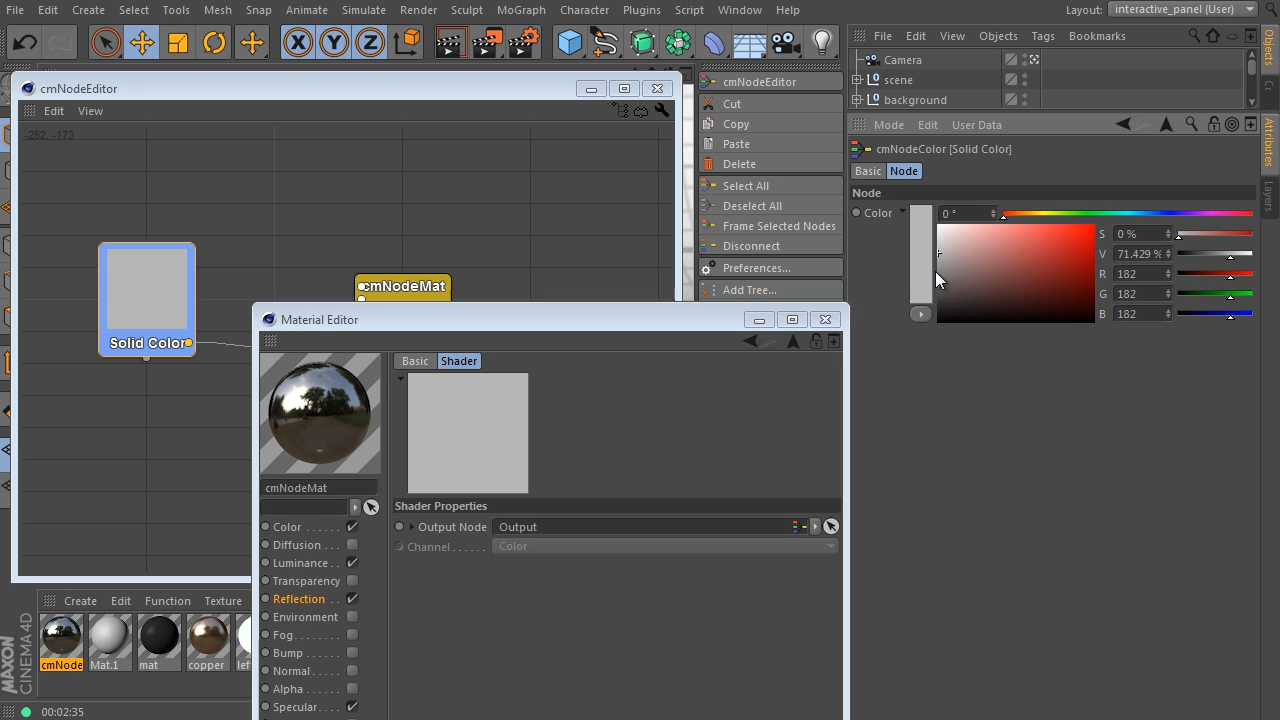 File Edit Create Select Tools Mesh Snap Animate Simulate Render Sculpt MoGraph Character Plugins Script Window Help
Layout: interactive_panel (User)
X Y Z
File Edit View Objects Tags Bookmarks
Camera
scene
background
Objects
Attributes
Layers
cmNodeEditor
Edit View
-252, -173
Solid Color
cmNodeMat
cmNodeEditor
Cut
Copy
Paste
Delete
Select All
Deselect All
Frame Selected Nodes
Disconnect
Preferences...
Add Tree...
Mode Edit User Data
cmNodeColor [Solid Color]
Basic Node
Node
Color 0 °
S 0 %
V 71.429 %
R 182
G 182
B 182
Material Editor
Basic Shader
cmNodeMat
Shader Properties
Output Node Output
Channel Color
Color
Diffusion
Luminance
Transparency
Reflection
Environment
Fog
Bump
Normal
Alpha
Specular
Create Edit Function Texture
cmNode Mat.1 mat copper
MAXON
CINEMA 4D
00:02:35